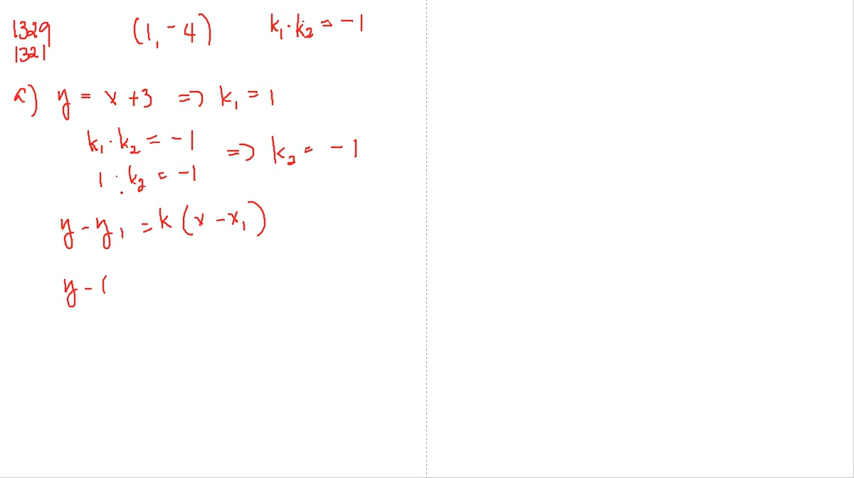 1329 (1, -4) k₁·k₂ = -1
1321
a) y = x + 3 => k₁ = 1
k₁·k₂ = -1 => k₂ = -1
1·k₂ = -1
y - y₁ = k(x - x₁)
y - (